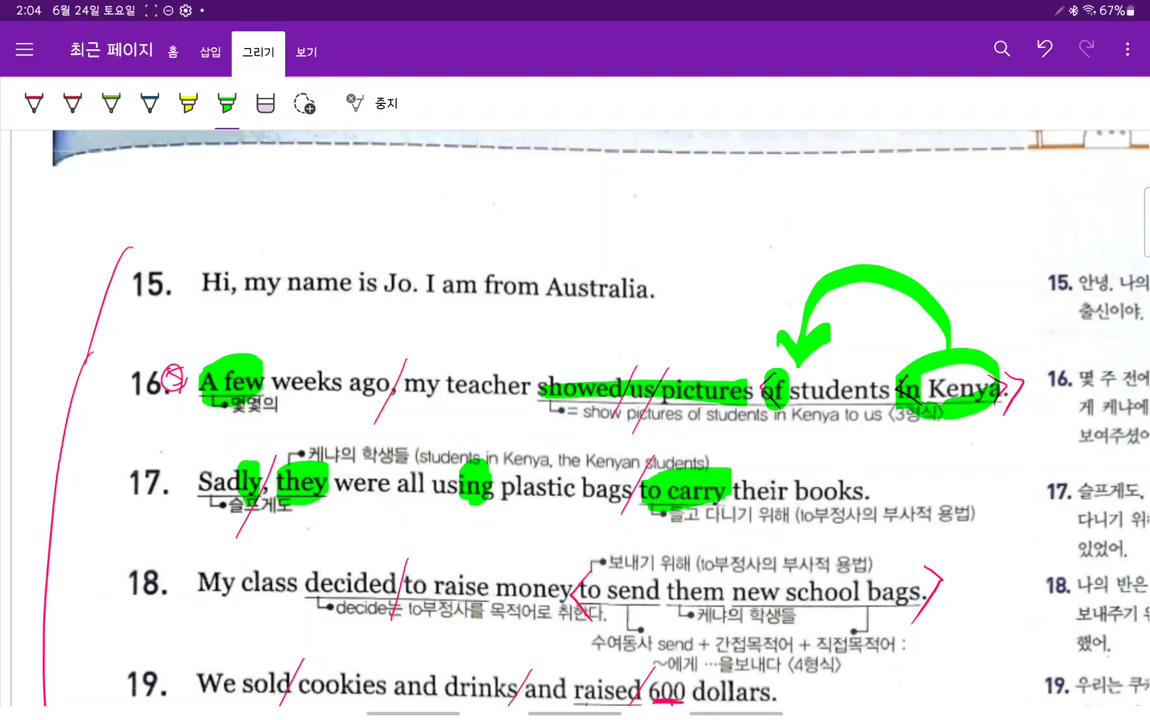 2:04 6월 24일 토요일 67%
최근 페이지 홈 삽입 그리기 보기
중지
15. Hi, my name is Jo. I am from Australia.
15. 안녕. 나의
출신이야.
16. A few weeks ago, my teacher showed us pictures of students in Kenya.
16. 몇 주 전에
몇몇의
= show pictures of students in Kenya to us 〈3형식〉
게 케냐에
보여주셨어
케냐의 학생들 (students in Kenya, the Kenyan students)
17. Sadly, they were all using plastic bags to carry their books.
17. 슬프게도,
슬프게도
들고 다니기 위해 (to부정사의 부사적 용법)
다니기 위
있었어.
보내기 위해 (to부정사의 부사적 용법)
18. My class decided to raise money to send them new school bags.
18. 나의 반은
decide는 to부정사를 목적어로 취한다.
케냐의 학생들
보내주기 위
수여동사 send + 간접목적어 + 직접목적어 :
했어.
~에게 …을보내다 〈4형식〉
19. We sold cookies and drinks and raised 600 dollars.
19. 우리는 쿠키